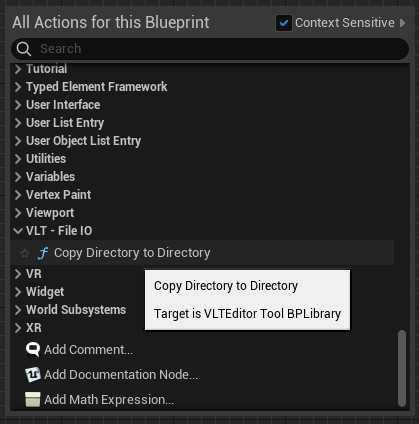 All Actions for this Blueprint
Context Sensitive
Search
Tutorial
Typed Element Framework
User Interface
User List Entry
User Object List Entry
Utilities
Variables
Vertex Paint
Viewport
VLT - File IO
Copy Directory to Directory
VR
Widget
World Subsystems
XR
Copy Directory to Directory
Target is VLTEditor Tool BPLibrary
Add Comment...
Add Documentation Node...
Add Math Expression...